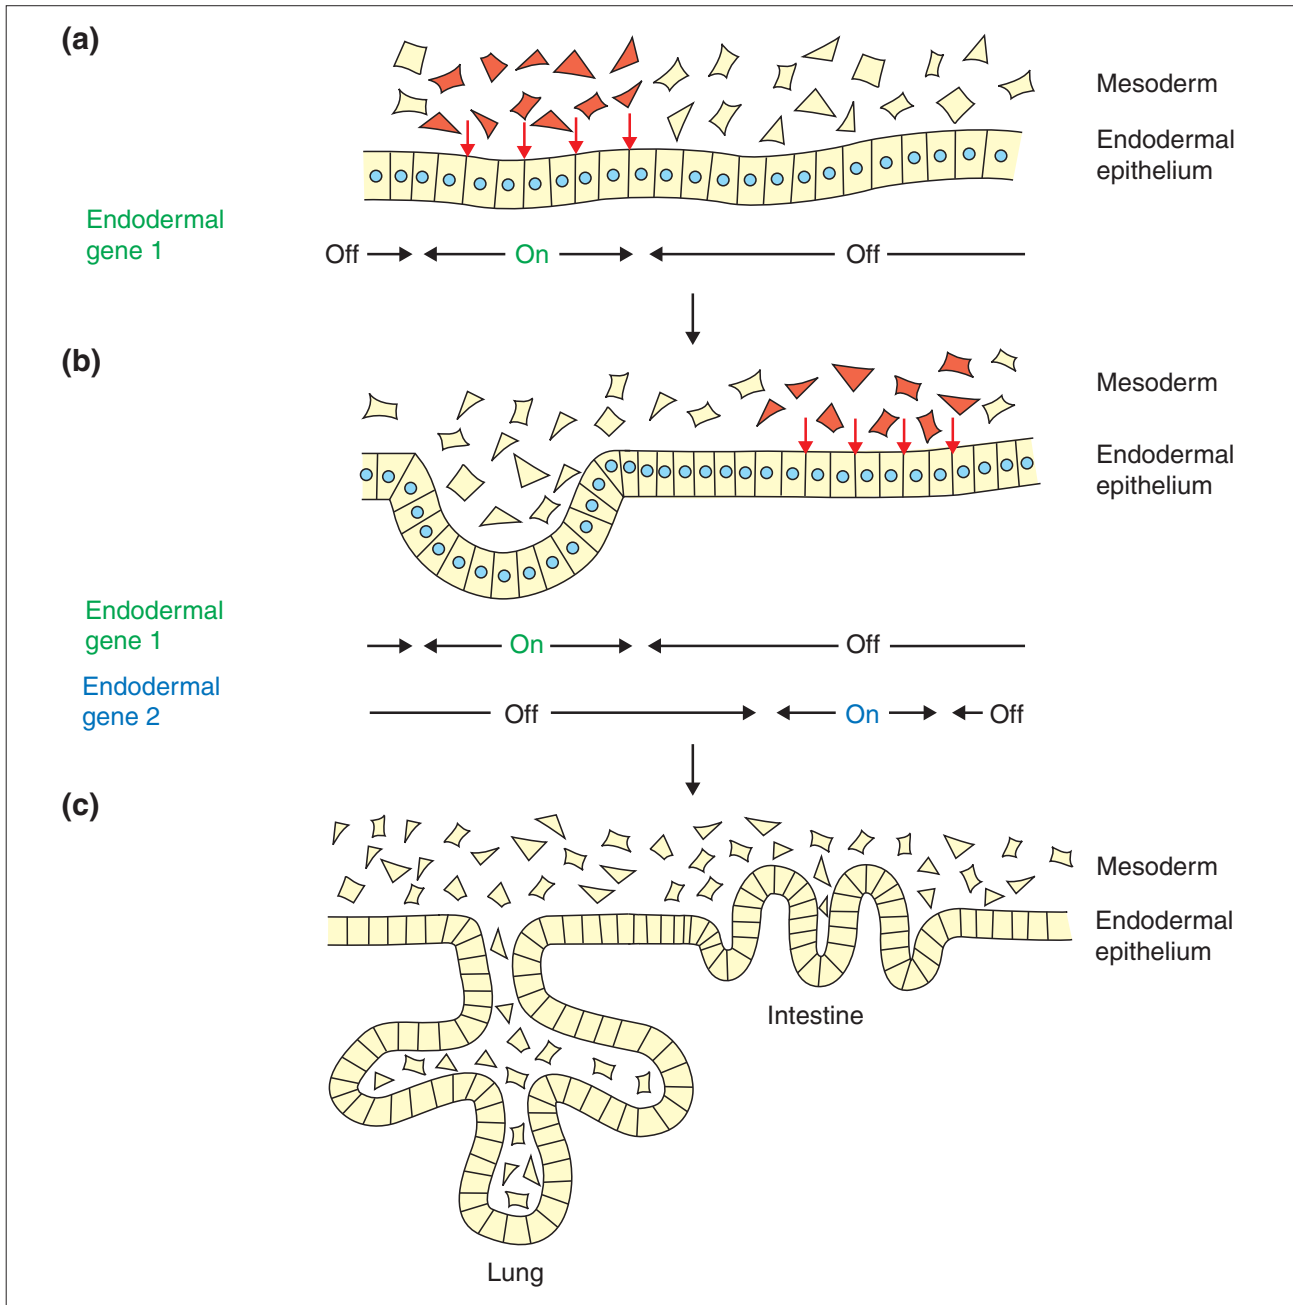 (a)
Mesoderm
Endodermal
epithelium
Endodermal
gene 1
Off On Off
(b)
Mesoderm
Endodermal
epithelium
Endodermal
gene 1
On Off
Endodermal
gene 2
Off On Off
(c)
Mesoderm
Endodermal
epithelium
Intestine
Lung